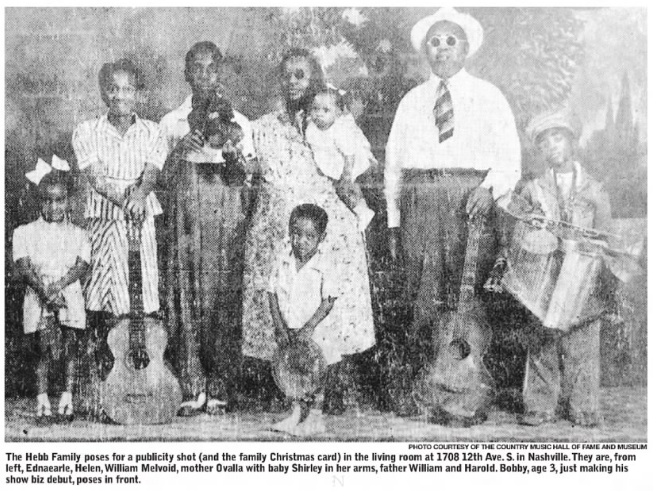 PHOTO COURTESY OF THE COUNTRY MUSIC HALL OF FAME AND MUSEUM
The Hebb Family poses for a publicity shot (and the family Christmas card) in the living room at 1708 12th Ave. S. in Nashville. They are, from
left, Ednaearle, Helen, William Melvoid, mother Ovalla with baby Shirley in her arms, father William and Harold. Bobby, age 3, just making his
show biz debut, poses in front.